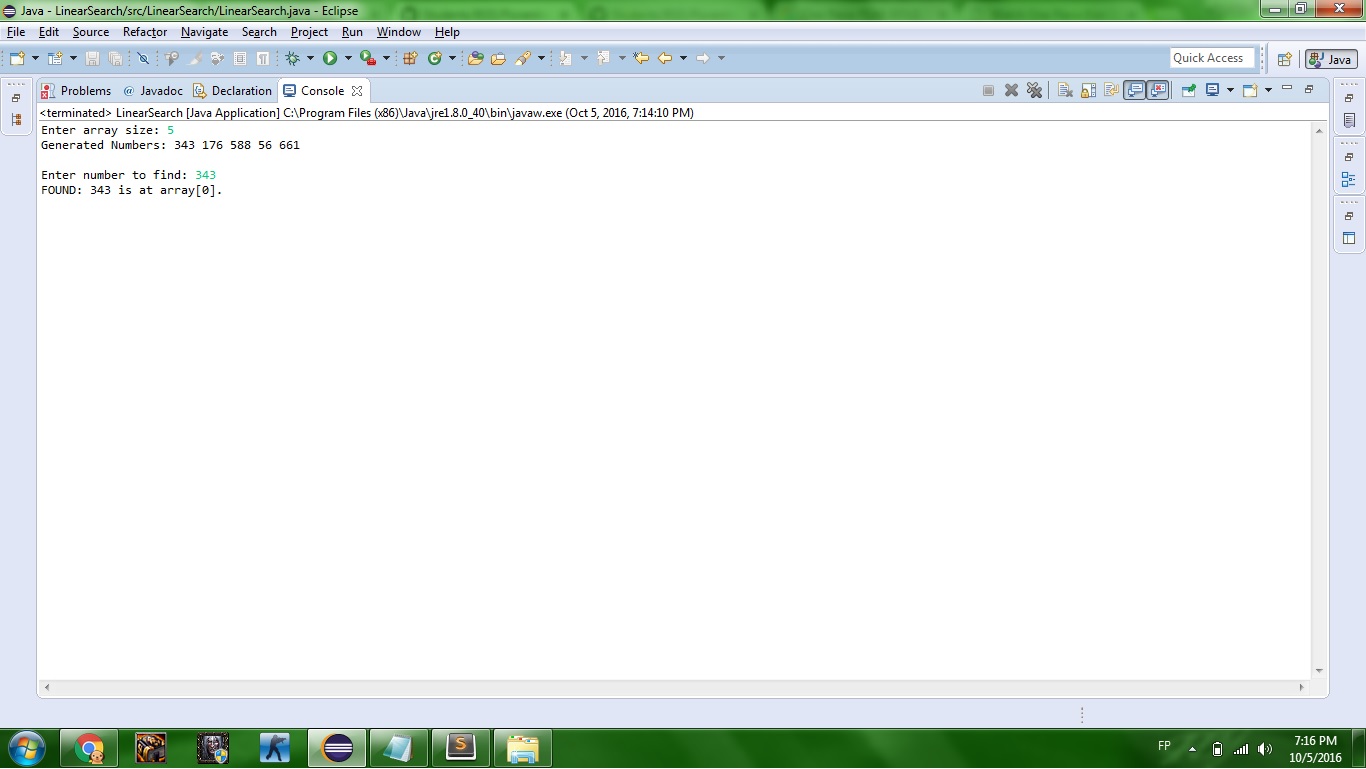 Java - LinearSearch/src/LinearSearch/LinearSearch.java - Eclipse
File Edit Source Refactor Navigate Search Project Run Window Help
Quick Access
Java
Problems @ Javadoc Declaration Console
<terminated> LinearSearch [Java Application] C:\Program Files (x86)\Java\jre1.8.0_40\bin\javaw.exe (Oct 5, 2016, 7:14:10 PM)
Enter array size: 5
Generated Numbers: 343 176 588 56 661
Enter number to find: 343
FOUND: 343 is at array[0].
FP
7:16 PM
10/5/2016